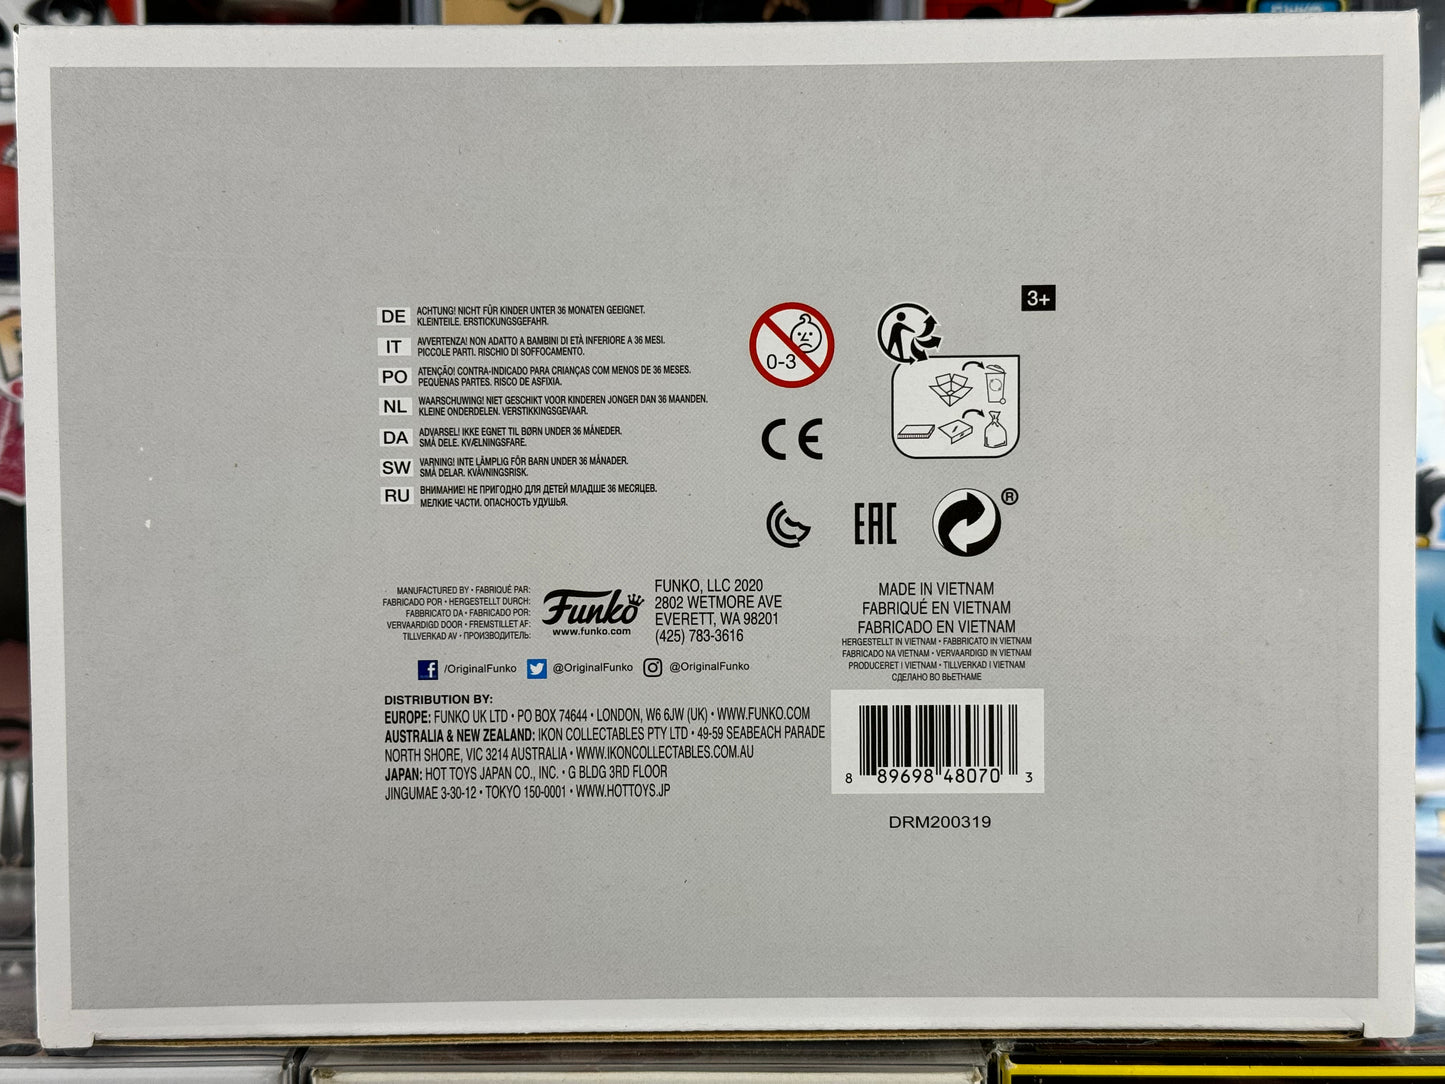 3+
DE ACHTUNG! NICHT FÜR KINDER UNTER 36 MONATEN GEEIGNET.
KLEINTEILE. ERSTICKUNGSGEFAHR.
IT AVVERTENZA! NON ADATTO A BAMBINI DI ETÀ INFERIORE A 36 MESI.
PICCOLE PARTI. RISCHIO DI SOFFOCAMENTO.
PO ATENÇÃO! CONTRA-INDICADO PARA CRIANÇAS COM MENOS DE 36 MESES.
PEQUENAS PARTES. RISCO DE ASFIXIA.
NL WAARSCHUWING! NIET GESCHIKT VOOR KINDEREN JONGER DAN 36 MAANDEN.
KLEINE ONDERDELEN. VERSTIKKINGSGEVAAR.
DA ADVARSEL! IKKE EGNET TIL BØRN UNDER 36 MÅNEDER.
SMÅ DELE. KVÆLNINGSFARE.
SW VARNING! INTE LÄMPLIG FÖR BARN UNDER 36 MÅNADER.
SMÅ DELAR. KVÄVNINGSRISK.
RU ВНИМАНИЕ! НЕ ПРИГОДНО ДЛЯ ДЕТЕЙ МЛАДШЕ 36 МЕСЯЦЕВ.
МЕЛКИЕ ЧАСТИ. ОПАСНОСТЬ УДУШЬЯ.
0-3
CE
EAC
®
MANUFACTURED BY • FABRIQUÉ PAR:
FABRICADO POR • HERGESTELLT DURCH:
FABBRICATO DA • FABRICADO POR:
VERVAARDIGD DOOR • FREMSTILLET AF:
TILLVERKAD AV • ПРОИЗВОДИТЕЛЬ:
Funko
www.funko.com
FUNKO, LLC 2020
2802 WETMORE AVE
EVERETT, WA 98201
(425) 783-3616
/OriginalFunko @OriginalFunko @OriginalFunko
MADE IN VIETNAM
FABRIQUÉ EN VIETNAM
FABRICADO EN VIETNAM
HERGESTELLT IN VIETNAM • FABBRICATO IN VIETNAM
FABRICADO NA VIETNAM • VERVAARDIGD IN VIETNAM
PRODUCERET I VIETNAM • TILLVERKAD I VIETNAM
СДЕЛАНО ВО ВЬЕТНАМЕ
DISTRIBUTION BY:
EUROPE: FUNKO UK LTD • PO BOX 74644 • LONDON, W6 6JW (UK) • WWW.FUNKO.COM
AUSTRALIA & NEW ZEALAND: IKON COLLECTABLES PTY LTD • 49-59 SEABEACH PARADE
NORTH SHORE, VIC 3214 AUSTRALIA • WWW.IKONCOLLECTABLES.COM.AU
JAPAN: HOT TOYS JAPAN CO., INC. • G BLDG 3RD FLOOR
JINGUMAE 3-30-12 • TOKYO 150-0001 • WWW.HOTTOYS.JP
8 89698 48070 3
DRM200319